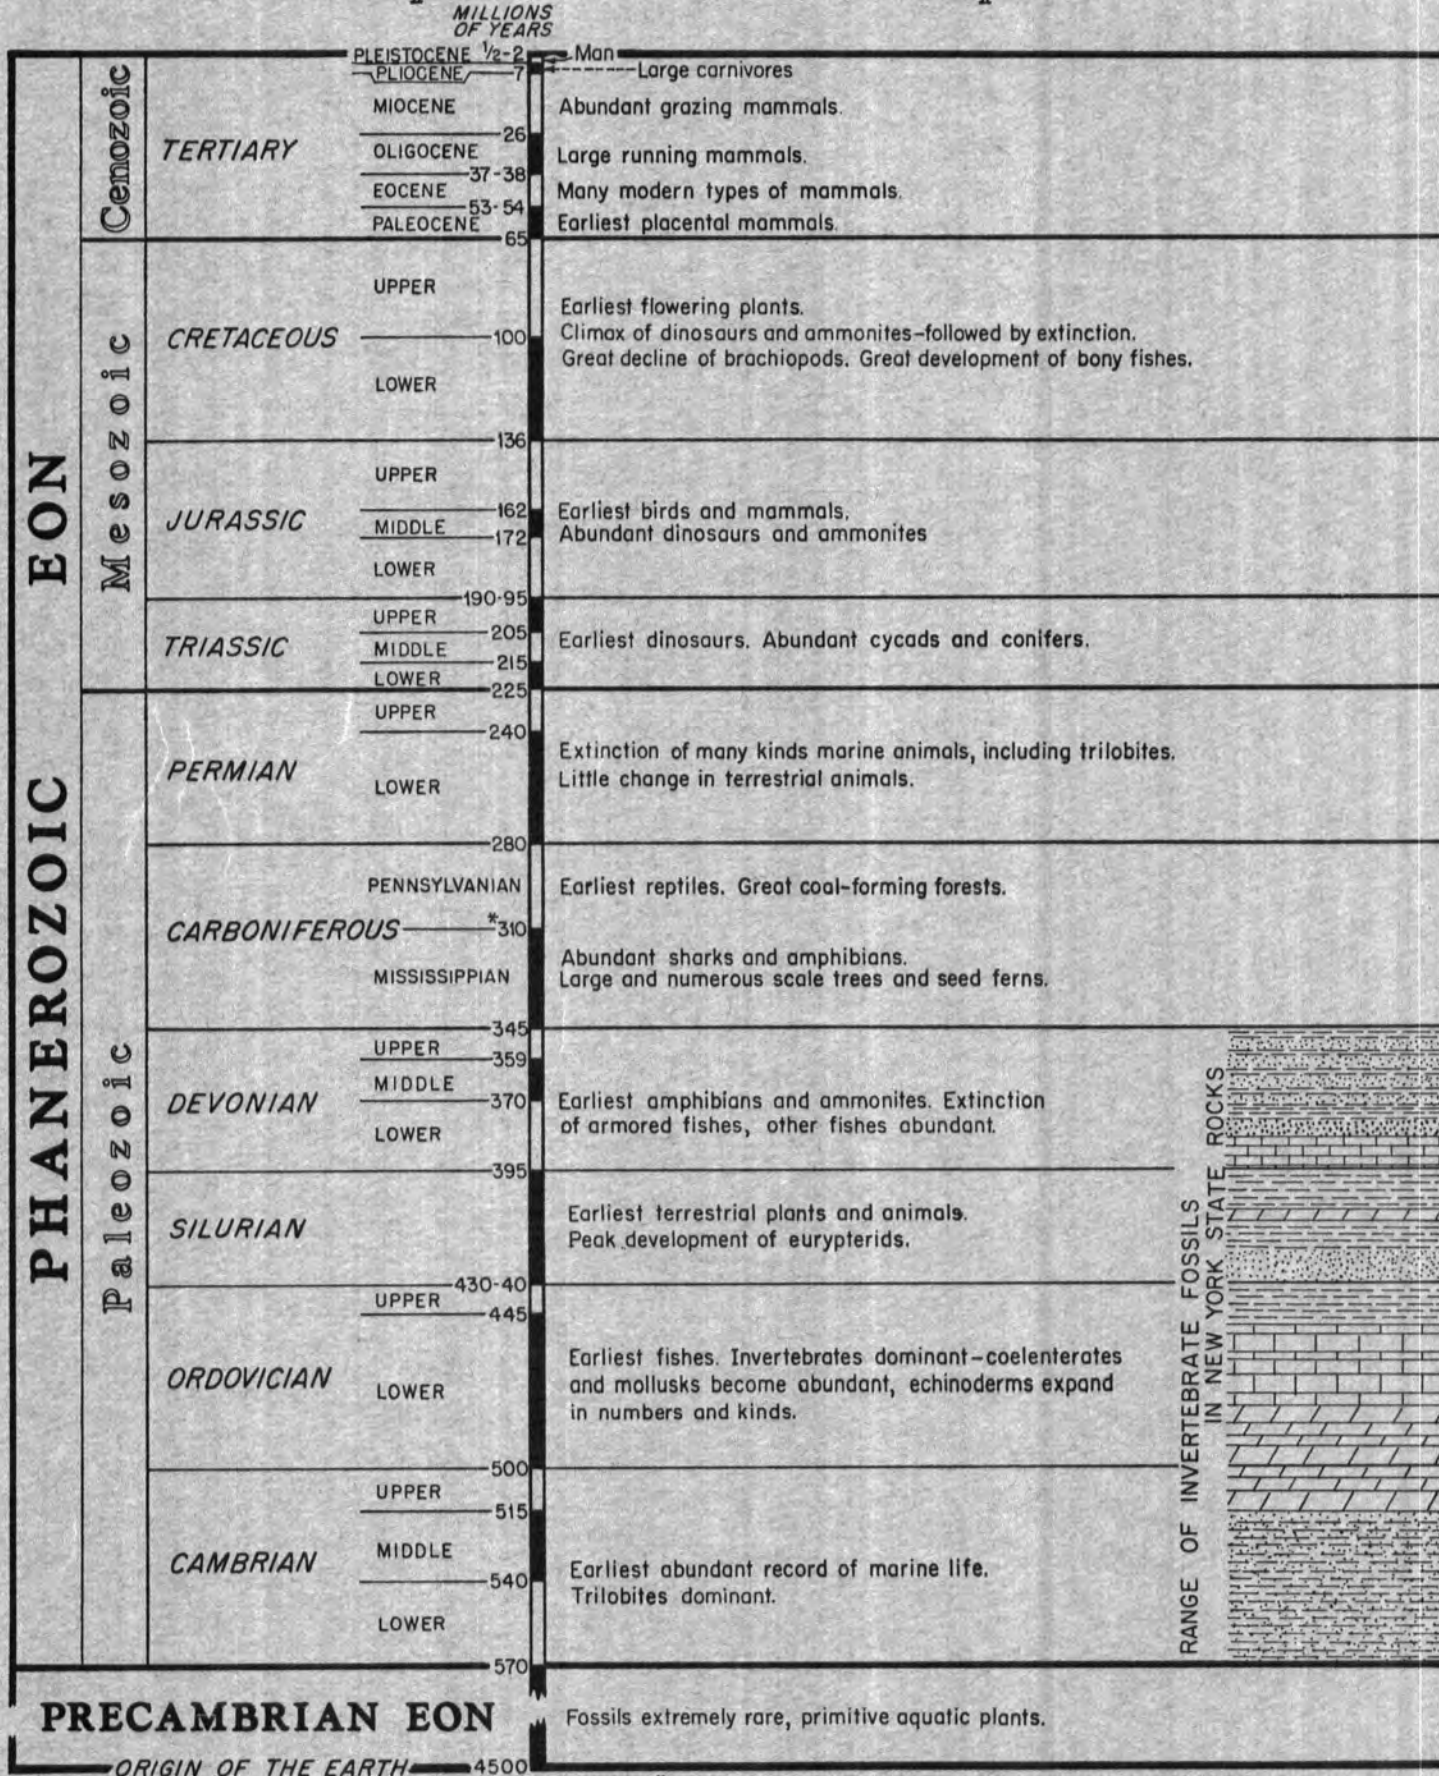 MILLIONS
OF YEARS
PHANEROZOIC EON
Cenozoic
TERTIARY
PLEISTOCENE 1/2-2 Man
PLIOCENE 7 Large carnivores
MIOCENE Abundant grazing mammals.
26
OLIGOCENE Large running mammals.
37-38
EOCENE Many modern types of mammals.
53-54
PALEOCENE Earliest placental mammals.
65
Mesozoic
CRETACEOUS
UPPER
100
LOWER
Earliest flowering plants.
Climax of dinosaurs and ammonites-followed by extinction.
Great decline of brachiopods. Great development of bony fishes.
136
JURASSIC
UPPER
162
MIDDLE
172
LOWER
Earliest birds and mammals.
Abundant dinosaurs and ammonites
190-95
TRIASSIC
UPPER
205
MIDDLE
215
LOWER
Earliest dinosaurs. Abundant cycads and conifers.
225
Paleozoic
PERMIAN
UPPER
240
LOWER
Extinction of many kinds marine animals, including trilobites.
Little change in terrestrial animals.
280
CARBONIFEROUS
PENNSYLVANIAN
Earliest reptiles. Great coal-forming forests.
*310
MISSISSIPPIAN
Abundant sharks and amphibians.
Large and numerous scale trees and seed ferns.
345
DEVONIAN
UPPER
359
MIDDLE
370
LOWER
Earliest amphibians and ammonites. Extinction
of armored fishes, other fishes abundant.
395
SILURIAN
Earliest terrestrial plants and animals.
Peak development of eurypterids.
430-40
ORDOVICIAN
UPPER
445
LOWER
Earliest fishes. Invertebrates dominant-coelenterates
and mollusks become abundant, echinoderms expand
in numbers and kinds.
500
CAMBRIAN
UPPER
515
MIDDLE
540
LOWER
Earliest abundant record of marine life.
Trilobites dominant.
570
RANGE OF INVERTEBRATE FOSSILS
IN NEW YORK STATE ROCKS
PRECAMBRIAN EON
Fossils extremely rare, primitive aquatic plants.
ORIGIN OF THE EARTH 4500